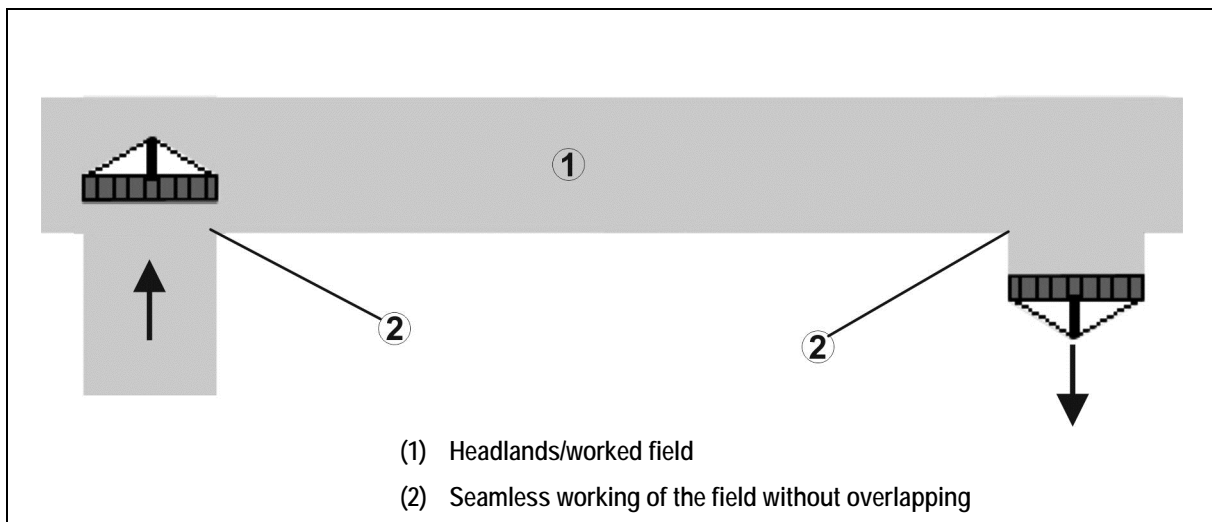 1
2
2
(1) Headlands/worked field
(2) Seamless working of the field without overlapping